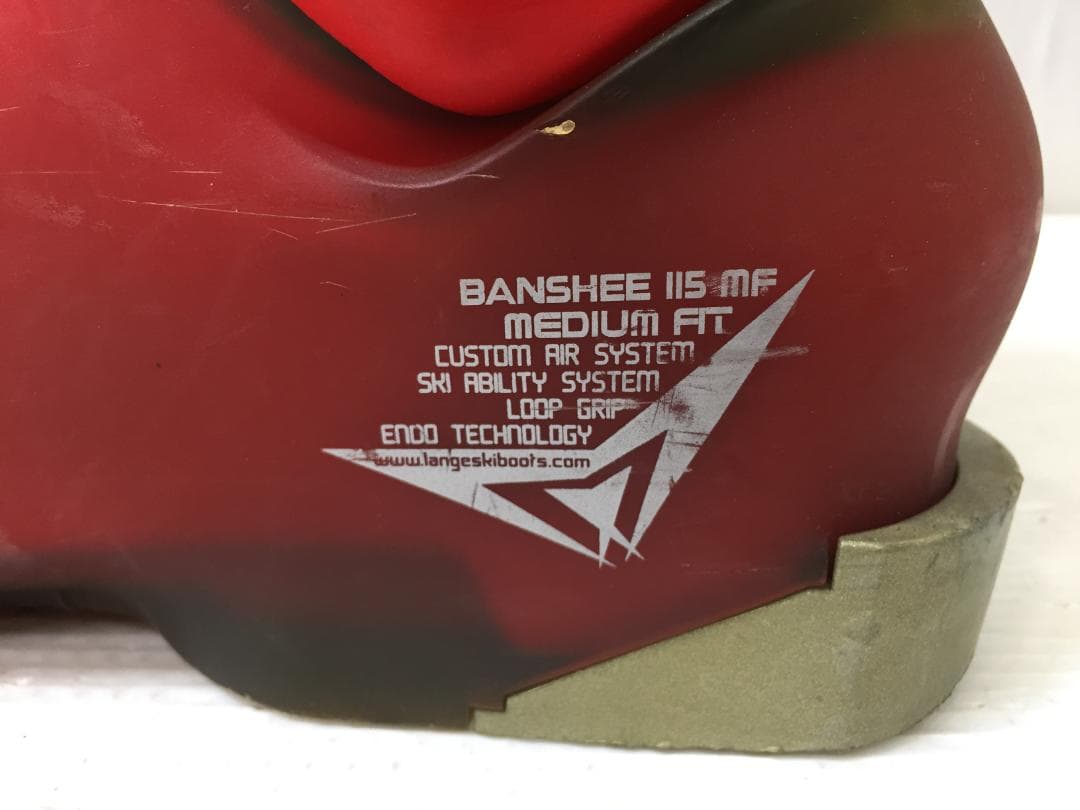 BANSHEE 115 MF
MEDIUM FIT
CUSTOM AIR SYSTEM
SKI ABILITY SYSTEM
LOOP GRIP
ENDO TECHNOLOGY
www.langeskiboots.com